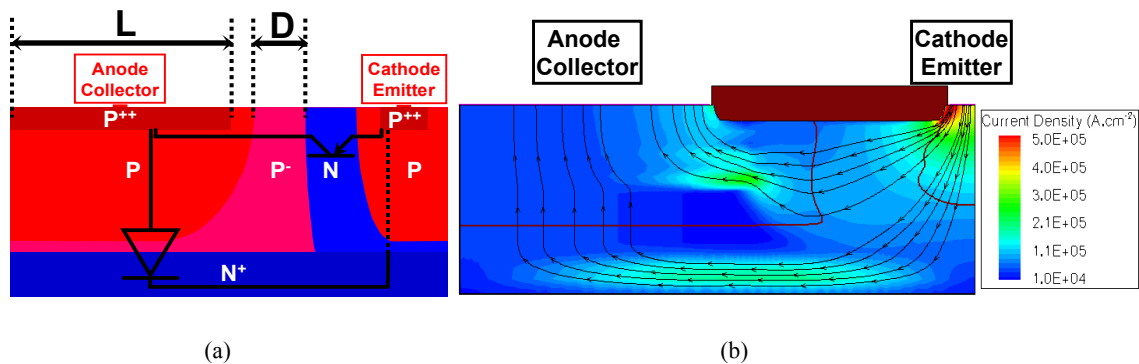 L
D
Anode
Collector
Cathode
Emitter
P++
P++
P
P-
N
P
N+
(a)
Anode
Collector
Cathode
Emitter
Current Density (A.cm-2)
5.0E+05
4.0E+05
3.0E+05
2.1E+05
1.1E+05
1.0E+04
(b)